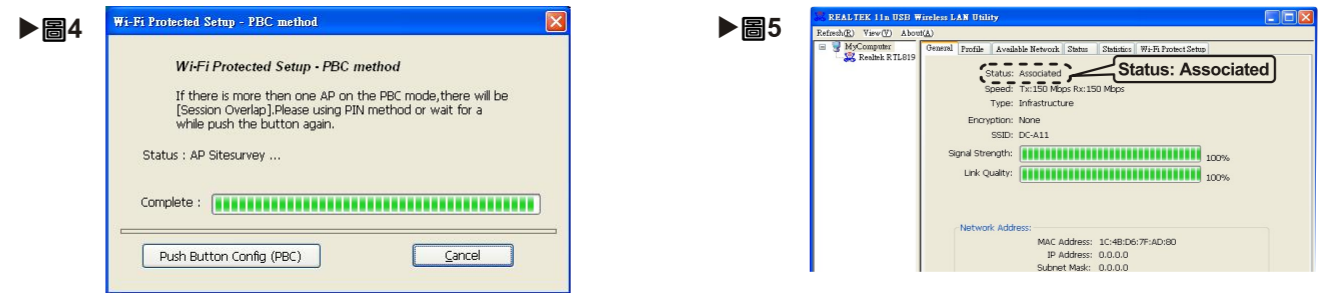 ▶圖4
Wi-Fi Protected Setup - PBC method
Wi-Fi Protected Setup - PBC method
If there is more then one AP on the PBC mode,there will be
[Session Overlap].Please using PIN method or wait for a
while push the button again.
Status : AP Sitesurvey ...
Complete :
Push Button Config (PBC)
Cancel
▶圖5
REALTEK 11n USB Wireless LAN Utility
Refresh(R) View(V) About(A)
MyComputer
Realtek RTL819
General Profile Available Network Status Statistics Wi-Fi Protect Setup
Status: Associated
Status: Associated
Speed: Tx:150 Mbps Rx:150 Mbps
Type: Infrastructure
Encryption: None
SSID: DC-A11
Signal Strength: 100%
Link Quality: 100%
Network Address:
MAC Address: 1C:4B:D6:7F:AD:80
IP Address: 0.0.0.0
Subnet Mask: 0.0.0.0